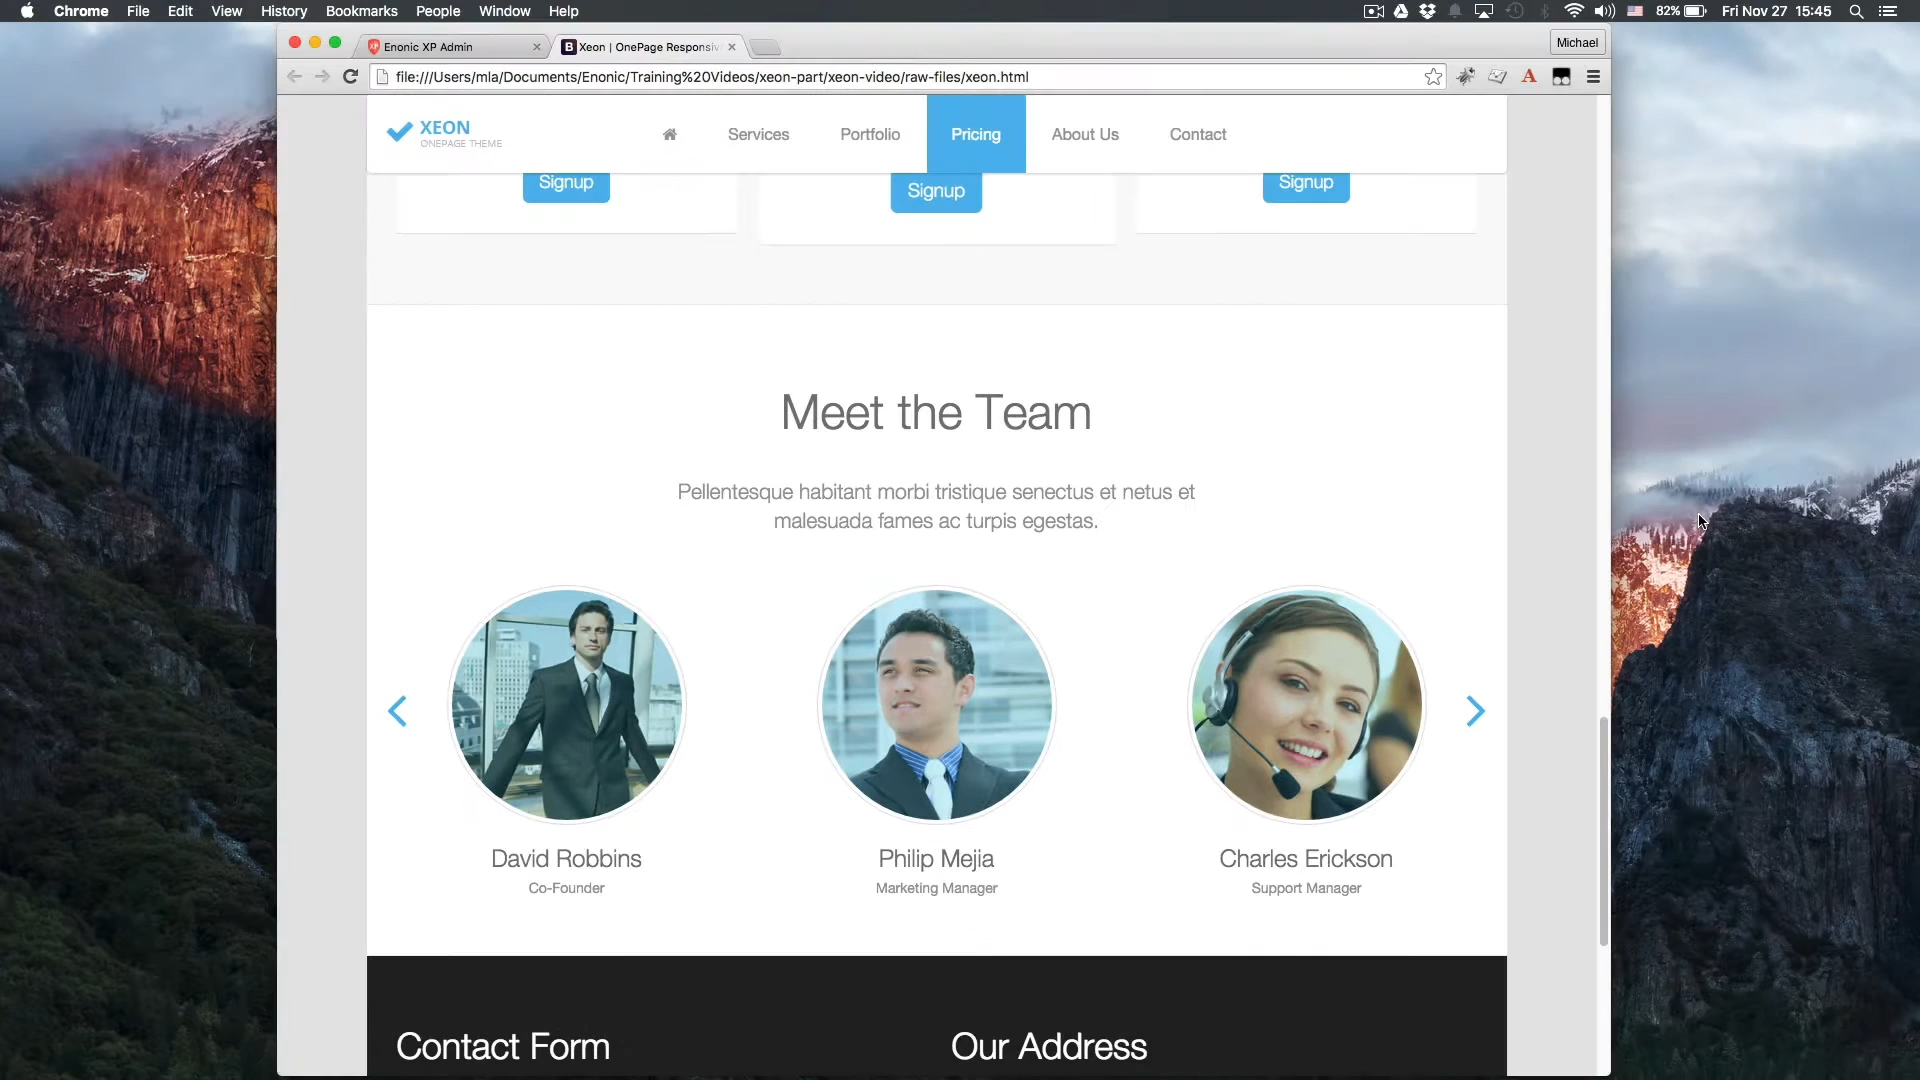 Chrome File Edit View History Bookmarks People Window Help 82% Fri Nov 27 15:45
Enonic XP Admin
Xeon | OnePage Responsiv
Michael
file:///Users/mla/Documents/Enonic/Training%20Videos/xeon-part/xeon-video/raw-files/xeon.html
XEON
ONEPAGE THEME
Services Portfolio Pricing About Us Contact
Signup Signup Signup
Meet the Team
Pellentesque habitant morbi tristique senectus et netus et
malesuada fames ac turpis egestas.
David Robbins Philip Mejia Charles Erickson
Co-Founder Marketing Manager Support Manager
Contact Form Our Address